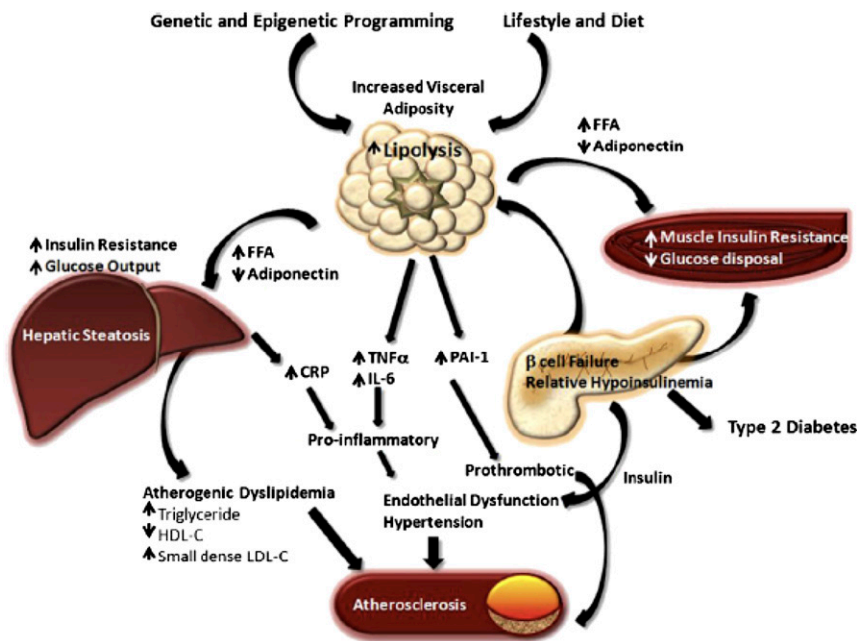 Genetic and Epigenetic Programming
Lifestyle and Diet
Increased Visceral
Adiposity
↑ Lipolysis
↑ FFA
↓ Adiponectin
↑ Muscle Insulin Resistance
↓ Glucose disposal
↑ Insulin Resistance
↑ Glucose Output
↑ FFA
↓ Adiponectin
Hepatic Steatosis
↑ CRP
↑ TNFα
↑ IL-6
↑ PAI-1
β cell Failure
Relative Hypoinsulinemia
Type 2 Diabetes
Pro-inflammatory
Prothrombotic
Insulin
Atherogenic Dyslipidemia
↑ Triglyceride
↓ HDL-C
↑ Small dense LDL-C
Endothelial Dysfunction
Hypertension
Atherosclerosis